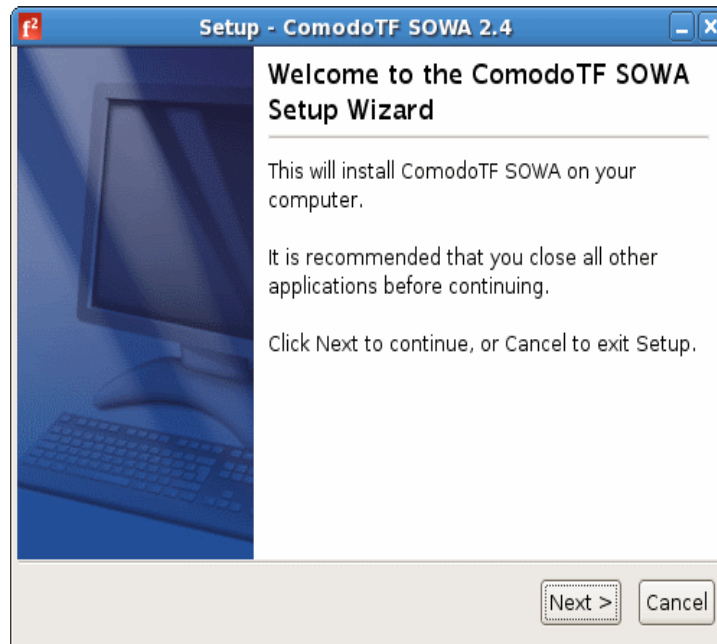 f²
Setup - ComodoTF SOWA 2.4
Welcome to the ComodoTF SOWA
Setup Wizard
This will install ComodoTF SOWA on your
computer.
It is recommended that you close all other
applications before continuing.
Click Next to continue, or Cancel to exit Setup.
Next >
Cancel